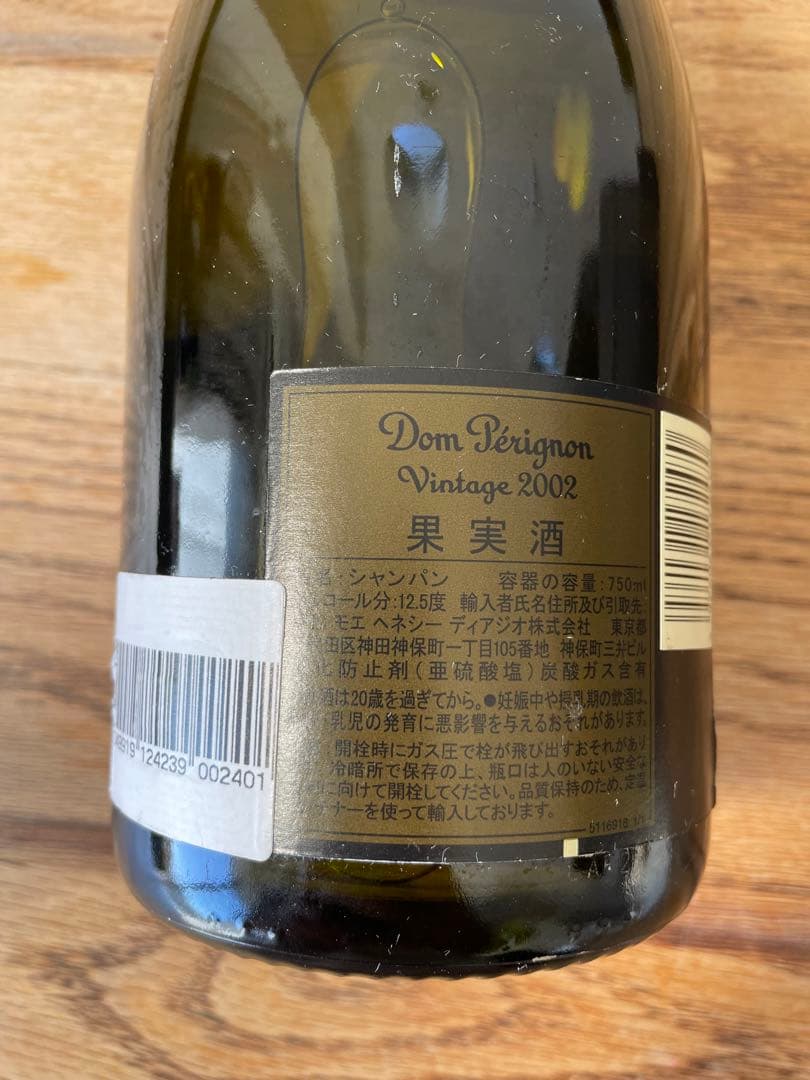 Dom Pérignon
Vintage 2002
果実酒
名:シャンパン 容器の容量:750ml
コール分:12.5度 輸入者氏名住所及び引取先
モエ ヘネシー ディアジオ株式会社 東京都
田区神田神保町一丁目105番地 神保町三井ビル
防止剤(亜硫酸塩)炭酸ガス含有
酒は20歳を過ぎてから。●妊娠中や授乳期の飲酒は、
乳児の発育に悪影響を与えるおそれがあります。
開栓時にガス圧で栓が飛び出すおそれがあり
冷暗所で保存の上、瓶口は人のいない安全な
に向けて開栓してください。品質保持のため、定温
テナーを使って輸入しております。
5116918
124239 002401